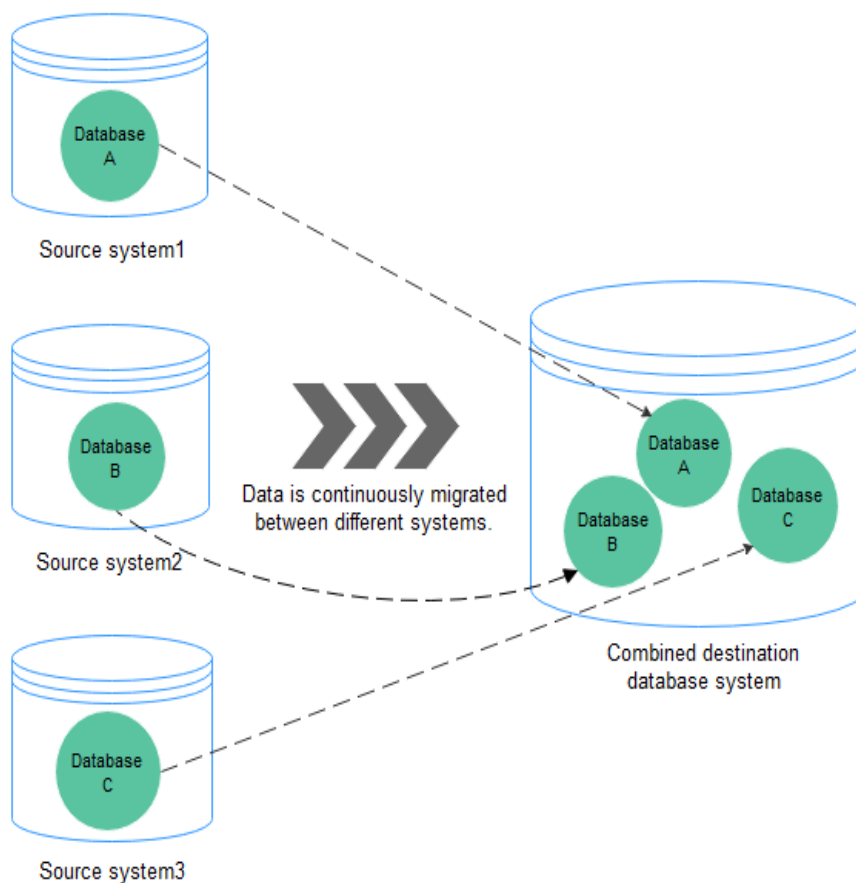 Database
A
Source system1
Database
B
Source system2
Database
C
Source system3
Data is continuously migrated
between different systems.
Database
A
Database
B
Database
C
Combined destination
database system